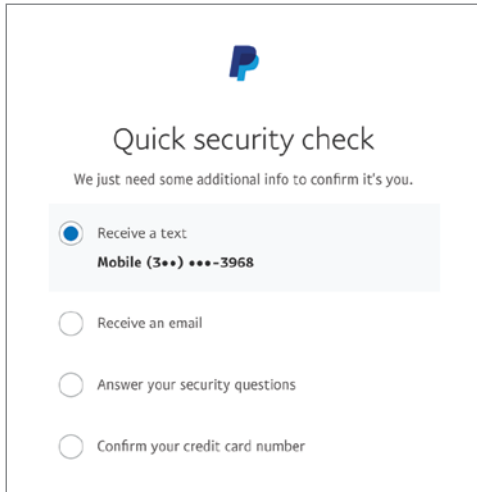 Quick security check
We just need some additional info to confirm it's you.
Receive a text
Mobile (3••) •••-3968
Receive an email
Answer your security questions
Confirm your credit card number